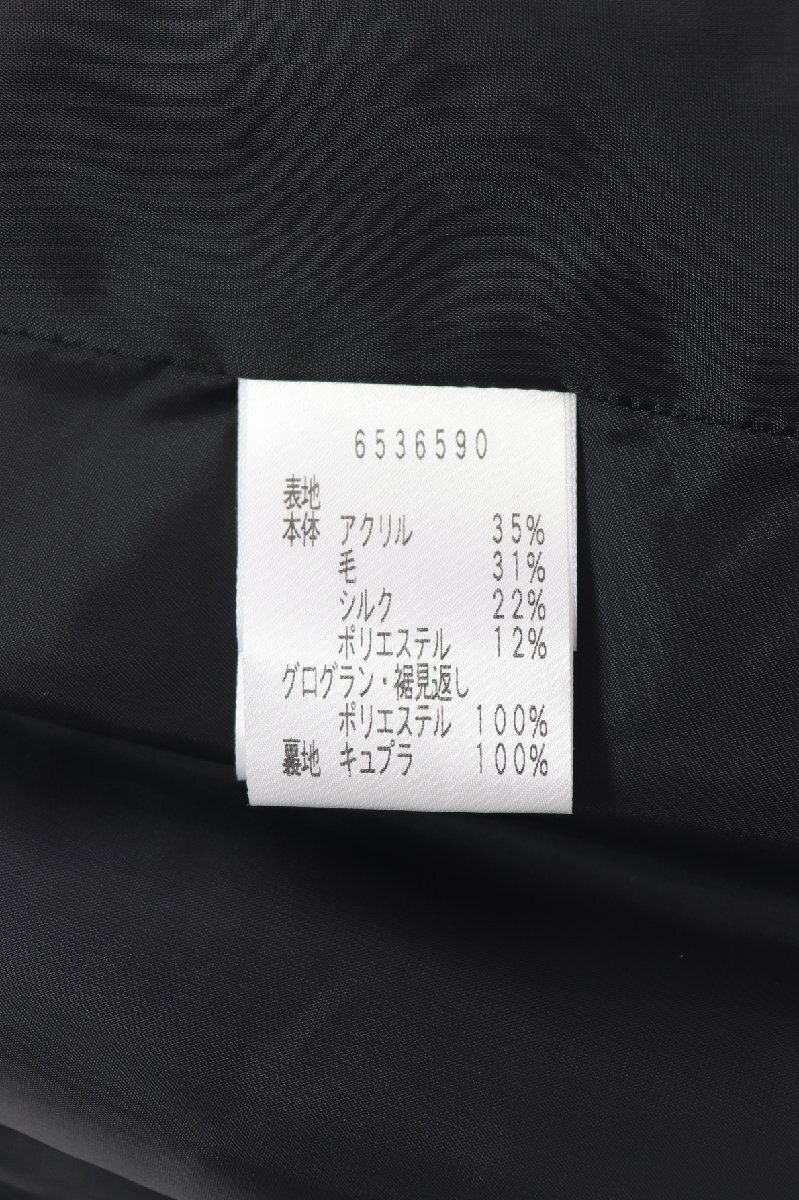 6536590
表地
本体 アクリル 35%
毛 31%
シルク 22%
ポリエステル 12%
グログラン・裾見返し
ポリエステル 100%
裏地 キュプラ 100%